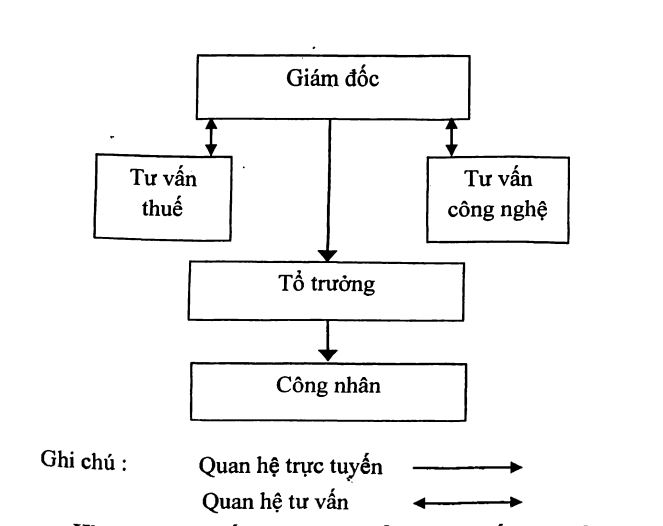 Giám đốc
Tư vấn
thuế
Tư vấn
công nghệ
Tổ trưởng
Công nhân
Ghi chú :
Quan hệ trực tuyến
Quan hệ tư vấn